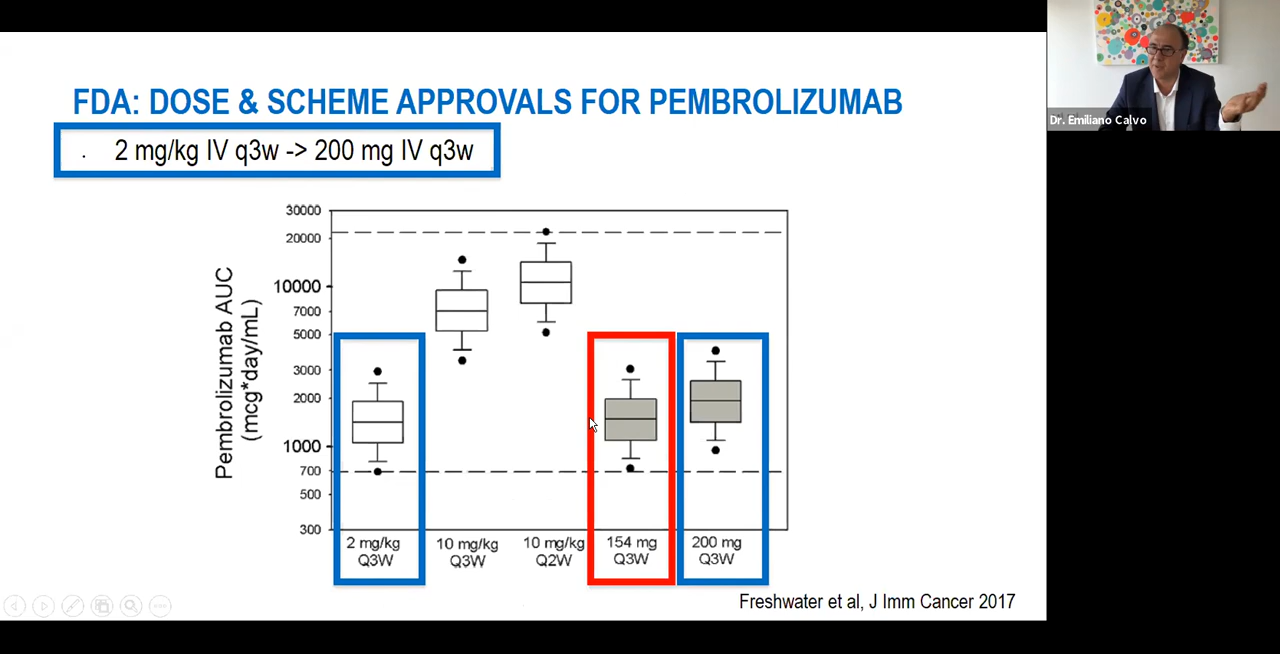 FDA: DOSE & SCHEME APPROVALS FOR PEMBROLIZUMAB
· 2 mg/kg IV q3w -> 200 mg IV q3w
Pembrolizumab AUC
(mcg*day/mL)
30000
20000
10000
7000
5000
3000
2000
1000
700
500
300
2 mg/kg
Q3W
10 mg/kg
Q3W
10 mg/kg
Q2W
154 mg
Q3W
200 mg
Q3W
Freshwater et al, J Imm Cancer 2017
Dr. Emiliano Calvo